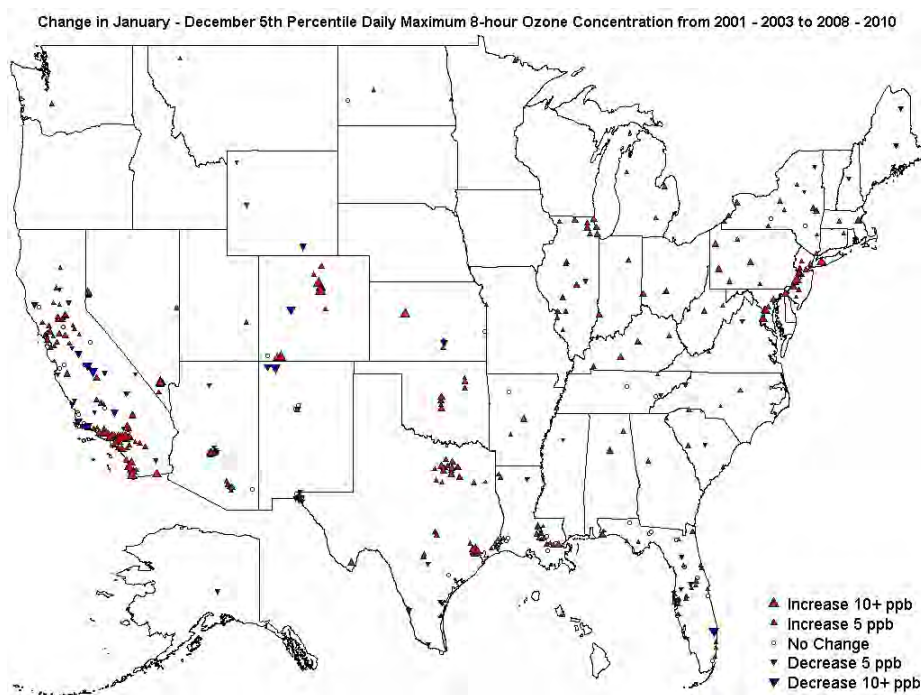 Change in January - December 5th Percentile Daily Maximum 8-hour Ozone Concentration from 2001 - 2003 to 2008 - 2010
Increase 10+ ppb
Increase 5 ppb
No Change
Decrease 5 ppb
Decrease 10+ ppb